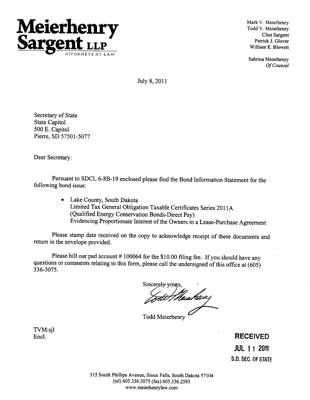 Meierhenry
Sargent LLP
ATTORNEYS AT LAW
Mark V. Meierhenry
Todd V. Meierhenry
Clint Sargent
Patrick J. Glover
William E. Blewett
Sabrina Meierhenry
Of Counsel
July 8, 2011
Secretary of State
State Capitol
500 E. Capitol
Pierre, SD 57501-5077
Dear Secretary:
Pursuant to SDCL 6-8B-19 enclosed please find the Bond Information Statement for the
following bond issue:
• Lake County, South Dakota
Limited Tax General Obligation Taxable Certificates Series 2011A
(Qualified Energy Conservation Bonds-Direct Pay)
Evidencing Proportionate Interest of the Owners in a Lease-Purchase Agreement
Please stamp date received on the copy to acknowledge receipt of these documents and
return in the envelope provided.
Please bill our pad account # 100064 for the $10.00 filing fee. If you should have any
questions or comments relating to this form, please call the undersigned of this office at (605)
336-3075.
Sincerely yours,
Todd Meierhenry
Todd Meierhenry
TVM:sjl
Encl.
RECEIVED
JUL 11 2011
S.D. SEC. OF STATE
315 South Phillips Avenue, Sioux Falls, South Dakota 57104
(tel) 605.336.3075 (fax) 605.336.2593
www.meierhenrylaw.com